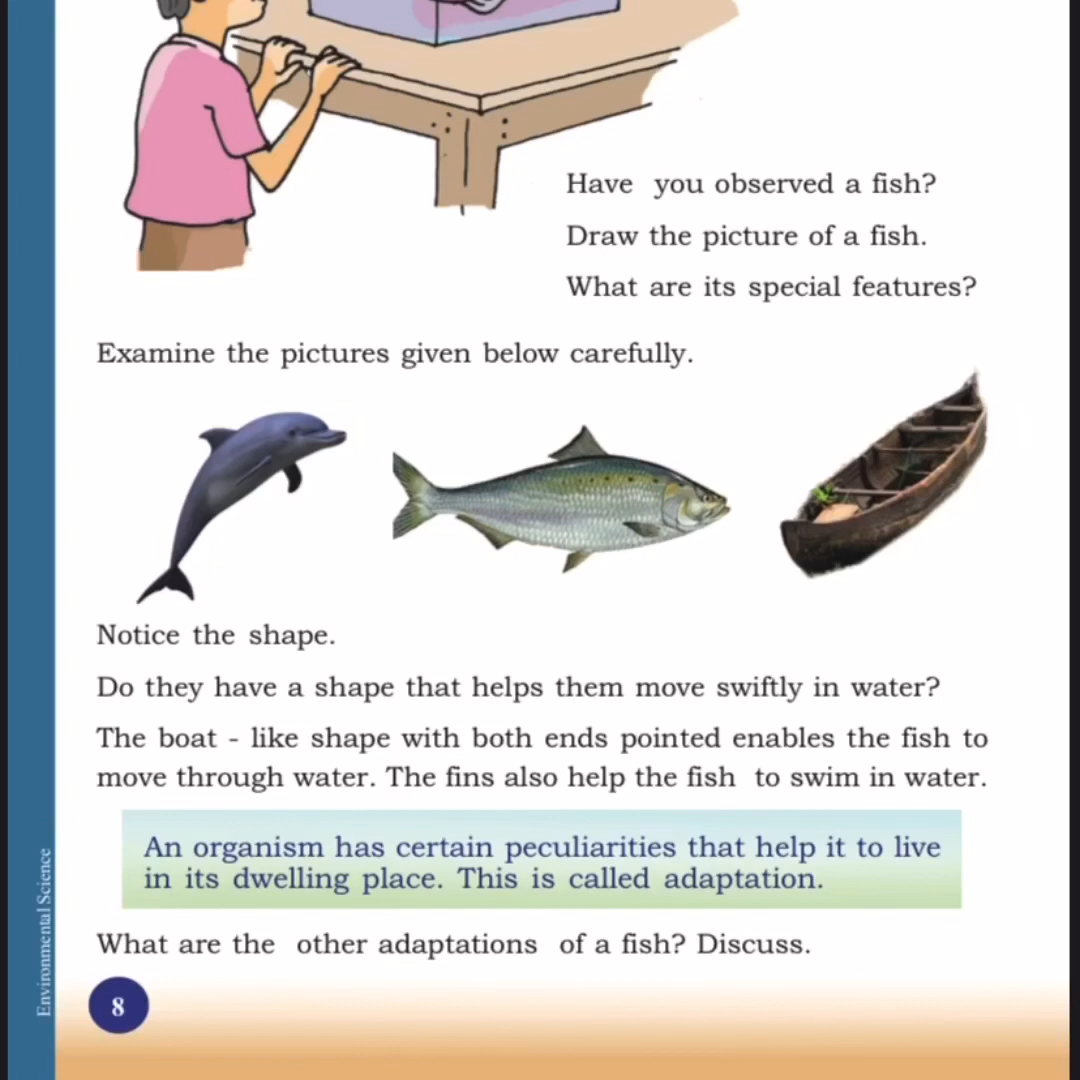 Have you observed a fish?
Draw the picture of a fish.
What are its special features?
Examine the pictures given below carefully.
Notice the shape.
Do they have a shape that helps them move swiftly in water?
The boat - like shape with both ends pointed enables the fish to
move through water. The fins also help the fish to swim in water.
An organism has certain peculiarities that help it to live
in its dwelling place. This is called adaptation.
What are the other adaptations of a fish? Discuss.
Environmental Science
8